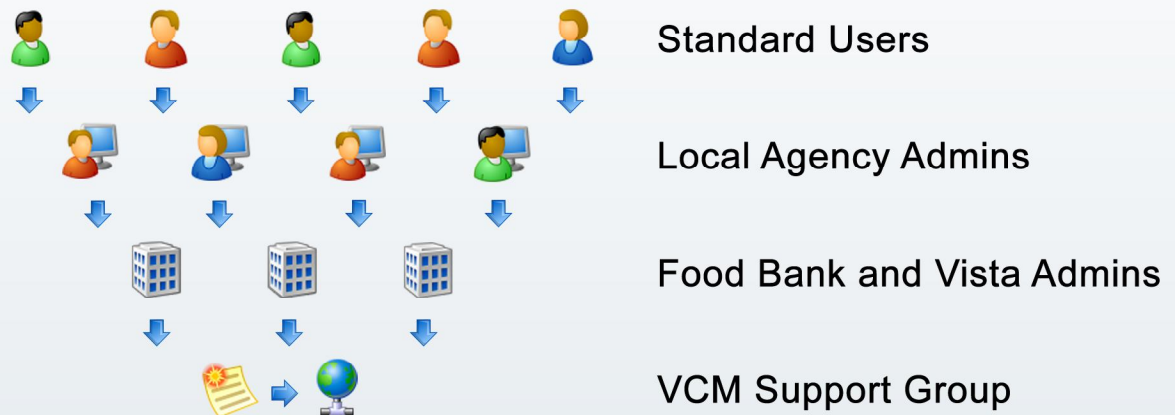 Standard Users
Local Agency Admins
Food Bank and Vista Admins
VCM Support Group